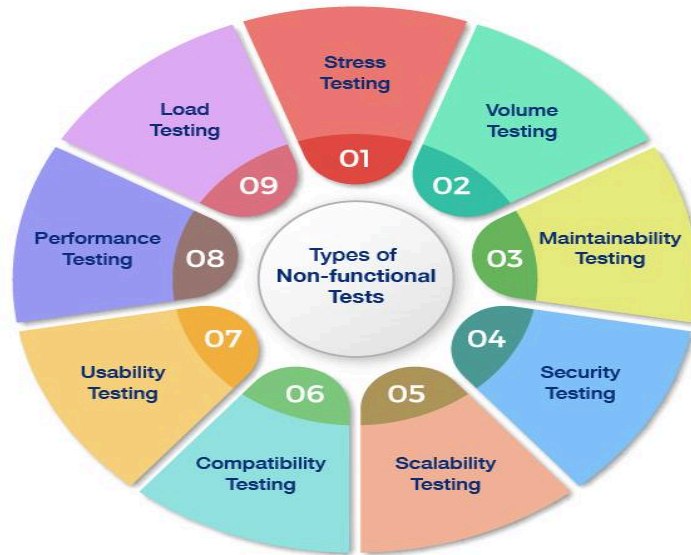 Types of
Non-functional
Tests
Stress
Testing
01
Volume
Testing
02
Maintainability
Testing
03
Security
Testing
04
Scalability
Testing
05
Compatibility
Testing
06
Usability
Testing
07
Performance
Testing
08
Load
Testing
09